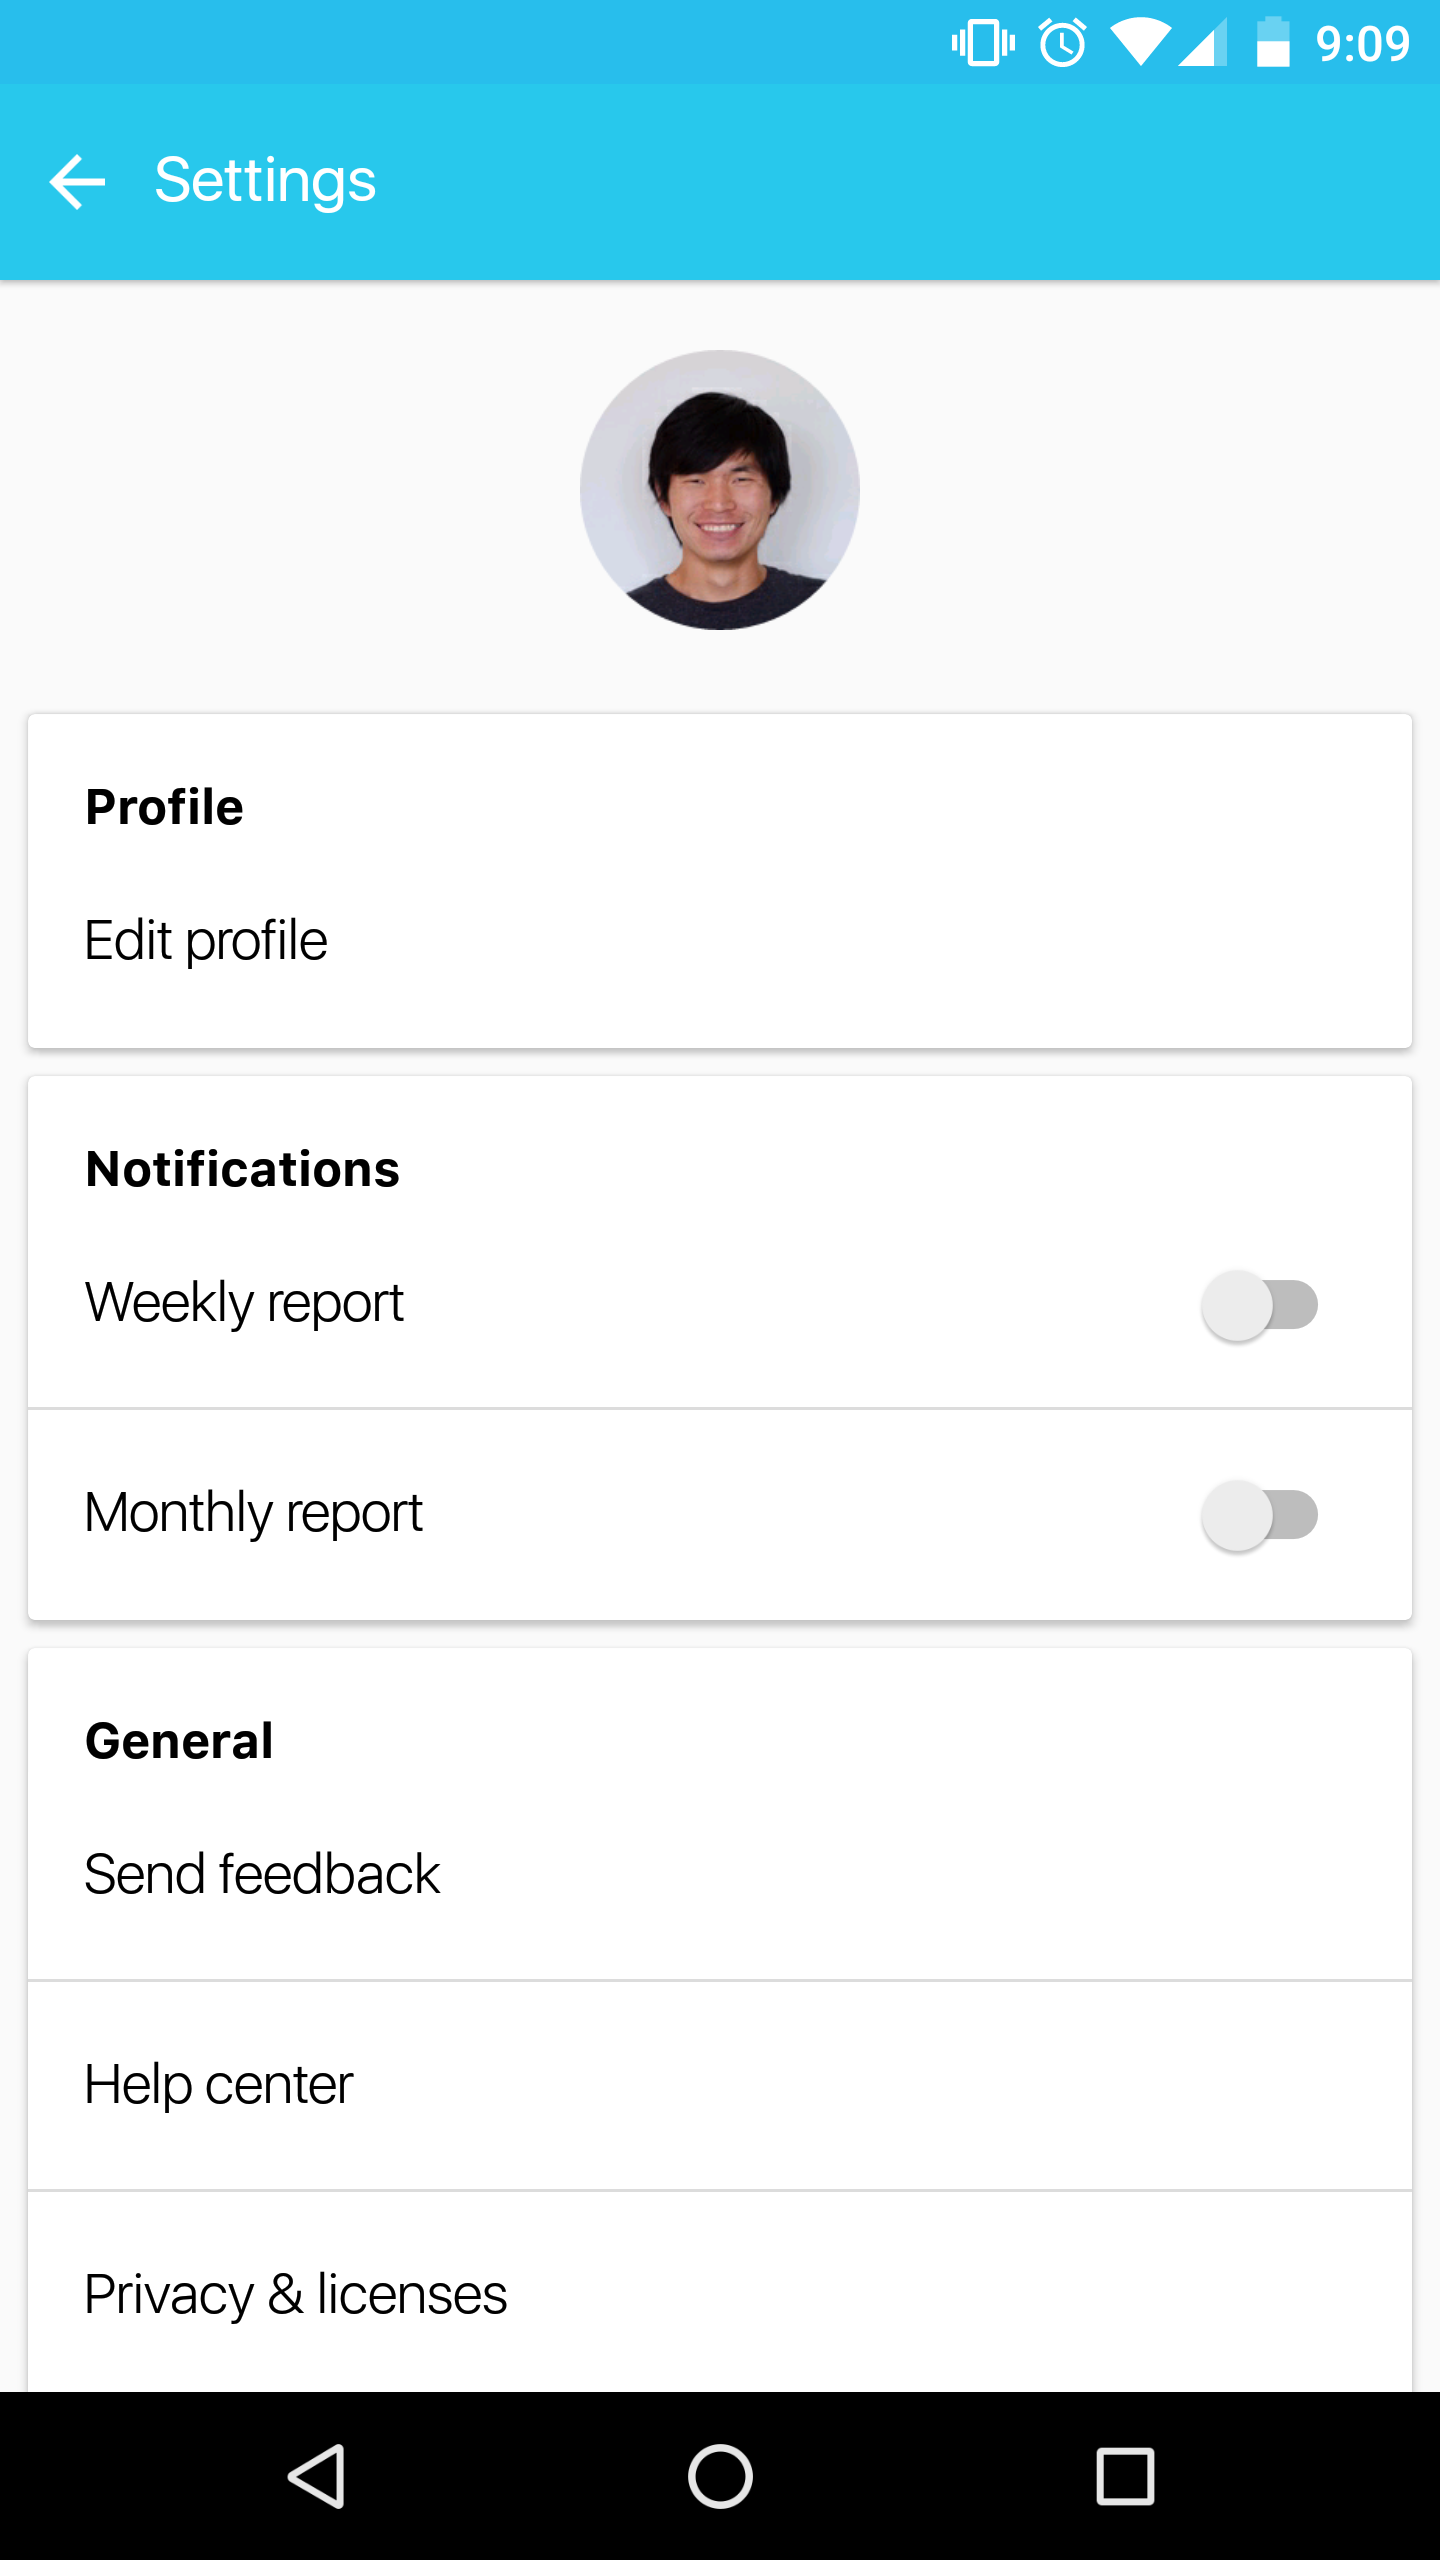 9:09
Settings
Profile
Edit profile
Notifications
Weekly report
Monthly report
General
Send feedback
Help center
Privacy & licenses